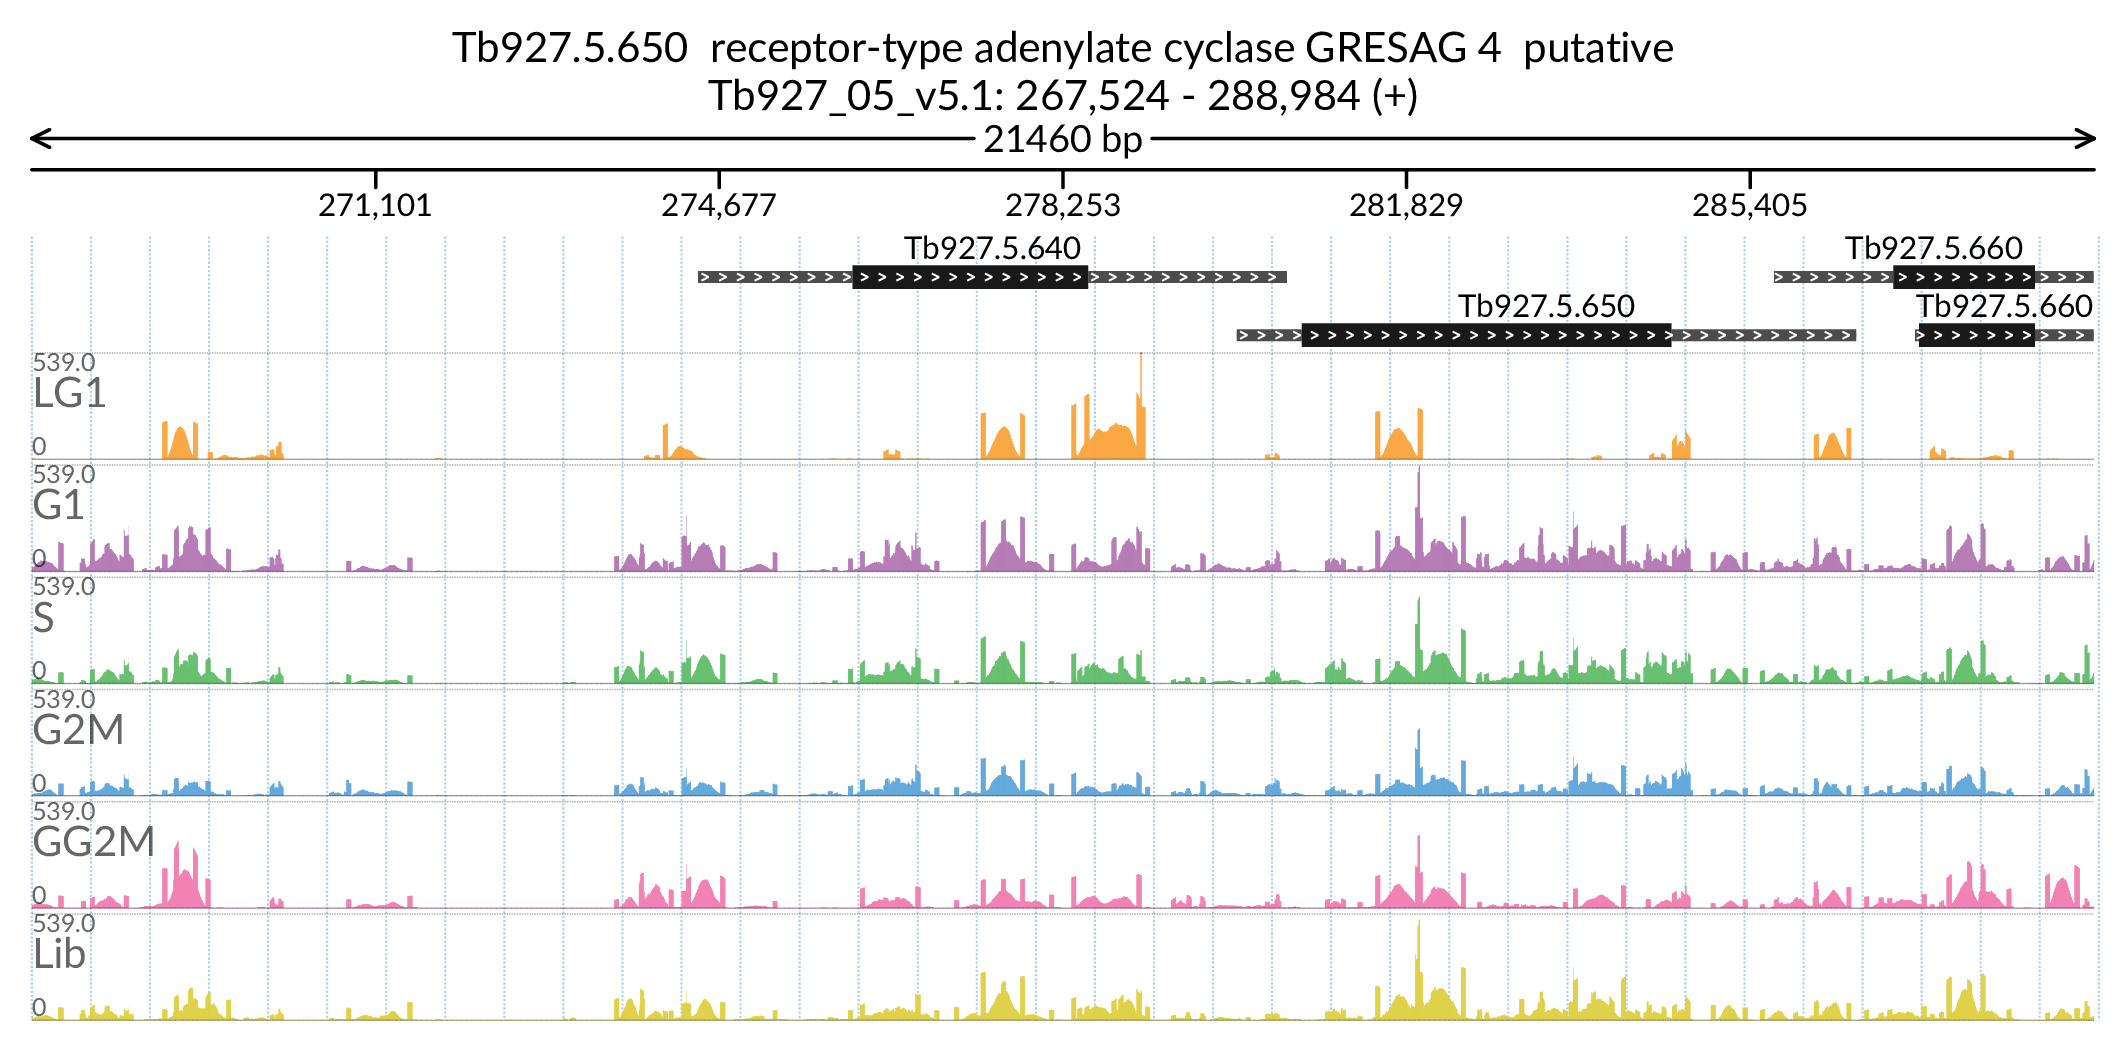 Tb927.5.650 receptor-type adenylate cyclase GRESAG 4 putative
Tb927_05_v5.1: 267,524 - 288,984 (+)
21460 bp
271,101 274,677 278,253 281,829 285,405
Tb927.5.640 Tb927.5.660
Tb927.5.650 Tb927.5.660
539.0
LG1
0
539.0
G1
0
539.0
S
0
539.0
G2M
0
539.0
GG2M
0
539.0
Lib
0